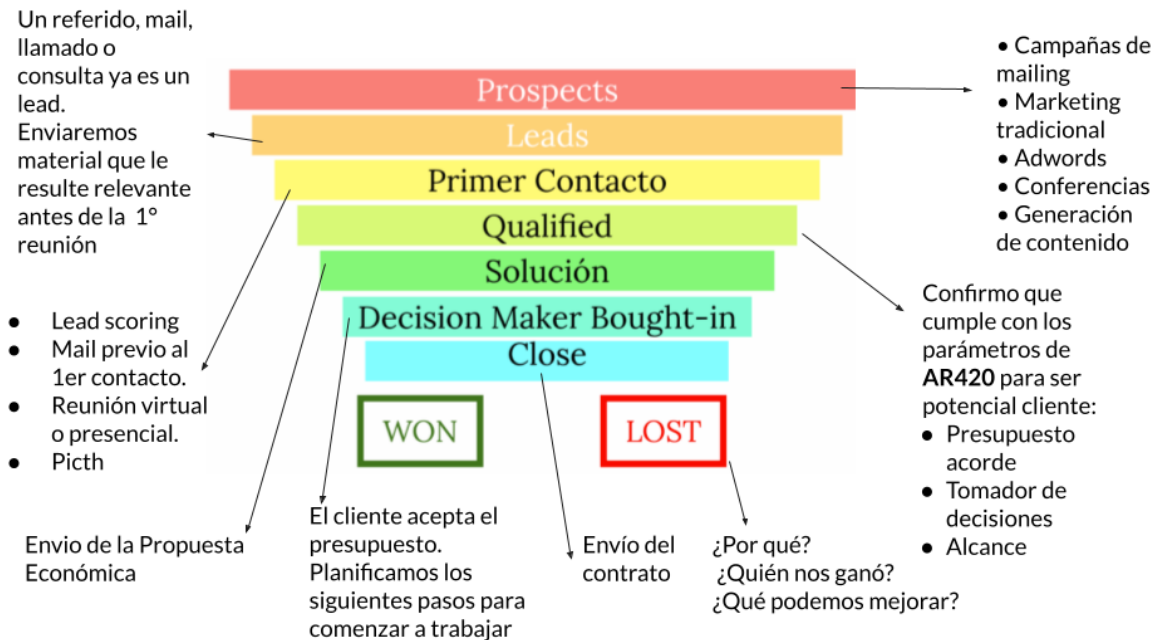 Un referido, mail,
llamado o
consulta ya es un
lead.
Enviaremos
material que le
resulte relevante
antes de la 1°
reunión
Prospects
Leads
Primer Contacto
Qualified
Solución
Decision Maker Bought-in
Close
WON
LOST
• Campañas de
mailing
• Marketing
tradicional
• Adwords
• Conferencias
• Generación
de contenido
● Lead scoring
● Mail previo al
1er contacto.
● Reunión virtual
o presencial.
● Picth
Confirmo que
cumple con los
parámetros de
AR420 para ser
potencial cliente:
● Presupuesto
acorde
● Tomador de
decisiones
● Alcance
Envio de la Propuesta
Económica
El cliente acepta el
presupuesto.
Planificamos los
siguientes pasos para
comenzar a trabajar
Envío del
contrato
¿Por qué?
¿Quién nos ganó?
¿Qué podemos mejorar?